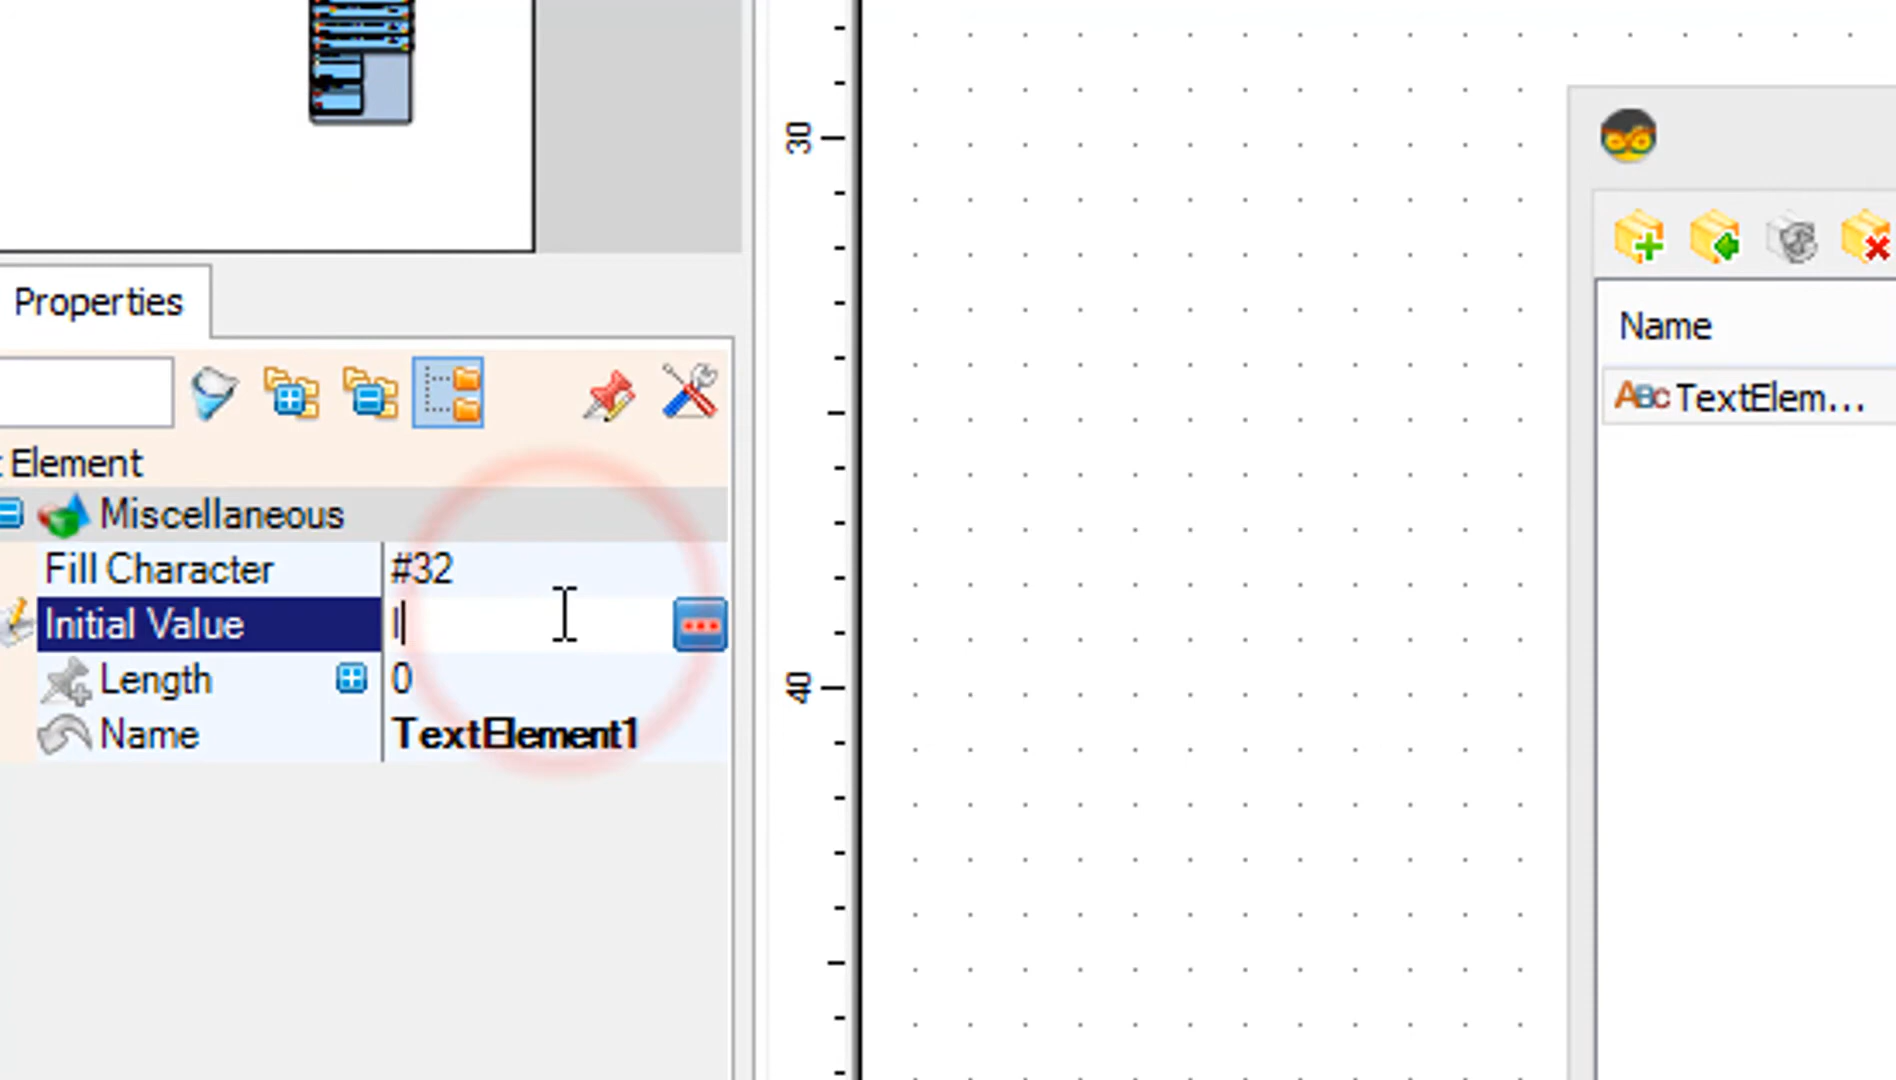 30
Properties
Name
TextElem...
Element
Miscellaneous
Fill Character #32
Initial Value
Length 0
40
Name TextElement1